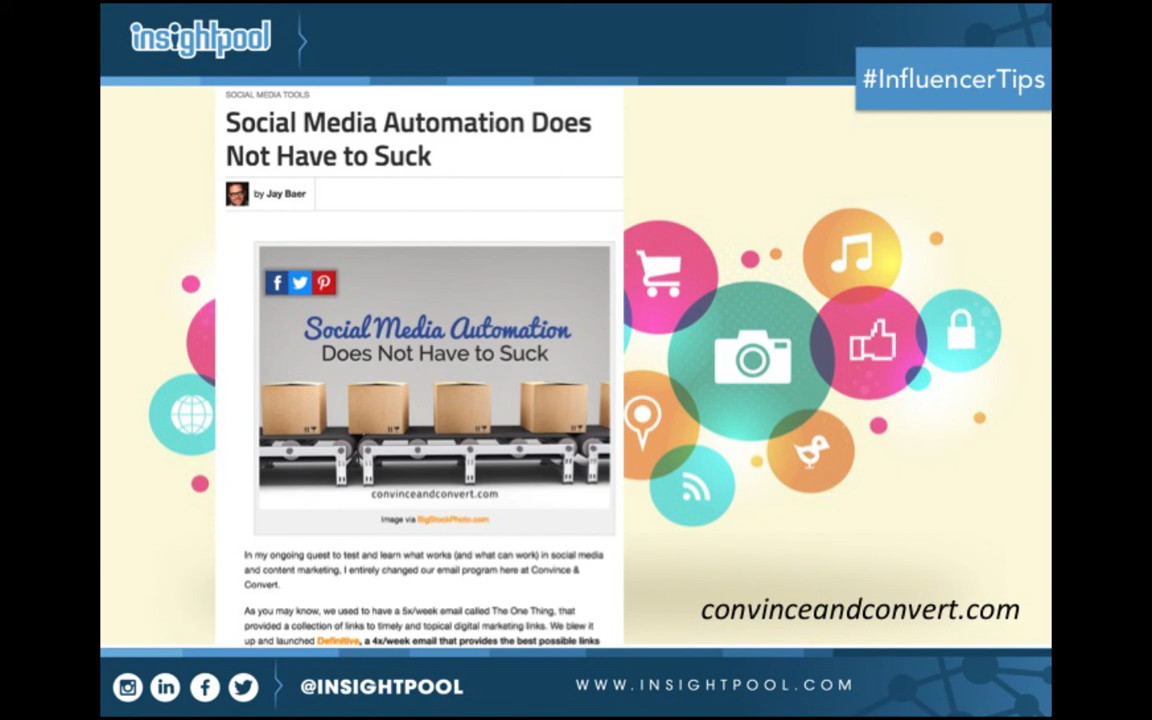 insightpool
#InfluencerTips
SOCIAL MEDIA TOOLS
Social Media Automation Does
Not Have to Suck
by Jay Baer
Social Media Automation
Does Not Have to Suck
convinceandconvert.com
Image via BigStockPhoto.com
In my ongoing quest to test and learn what works (and what can work) in social media
and content marketing, I entirely changed our email program here at Convince &
Convert.
As you may know, we used to have a 5x/week email called The One Thing, that
provided a collection of links to timely and topical digital marketing links. We blew it
up and launched Definitive, a 4x/week email that provides the best possible links
convinceandconvert.com
@INSIGHTPOOL
WWW.INSIGHTPOOL.COM